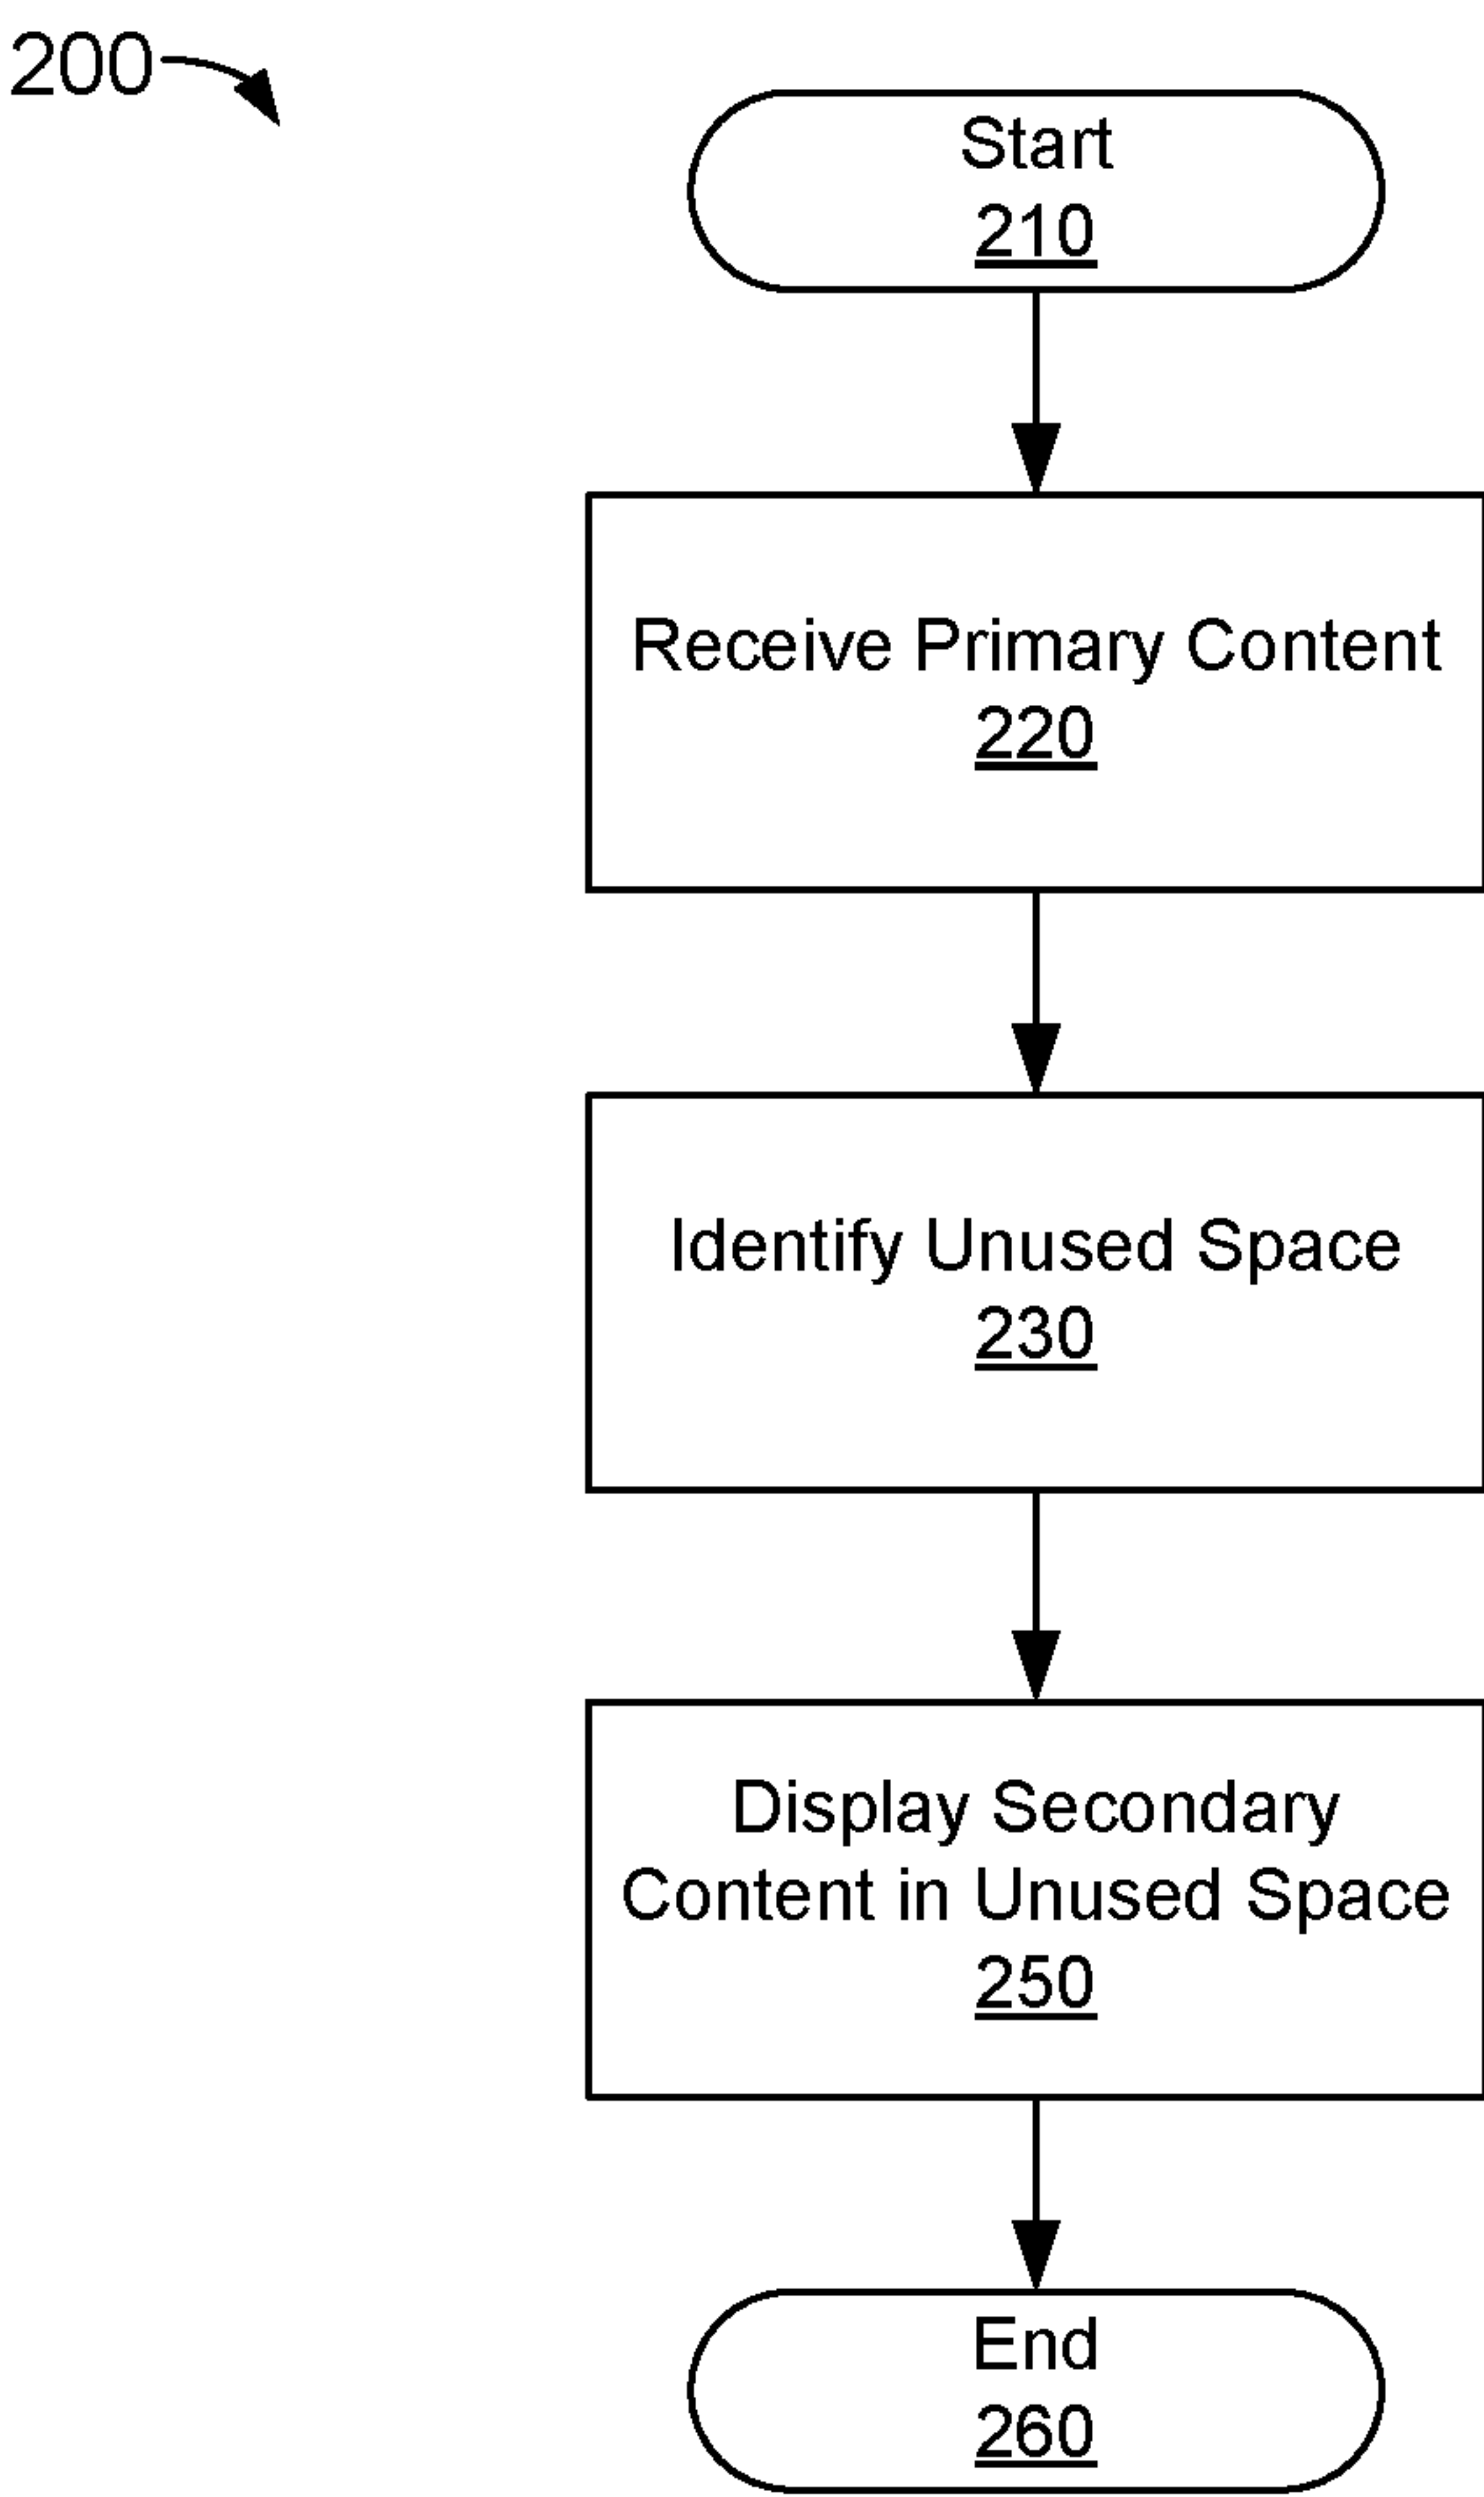 200
Start
210
Receive Primary Content
220
Identify Unused Space
230
Display Secondary
Content in Unused Space
250
End
260